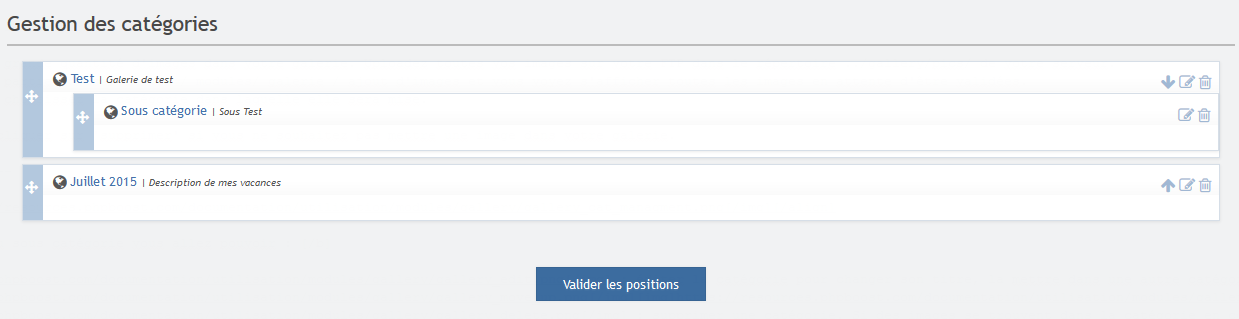 Gestion des catégories
Test | Galerie de test
Sous catégorie | Sous Test
Juillet 2015 | Description de mes vacances
Valider les positions